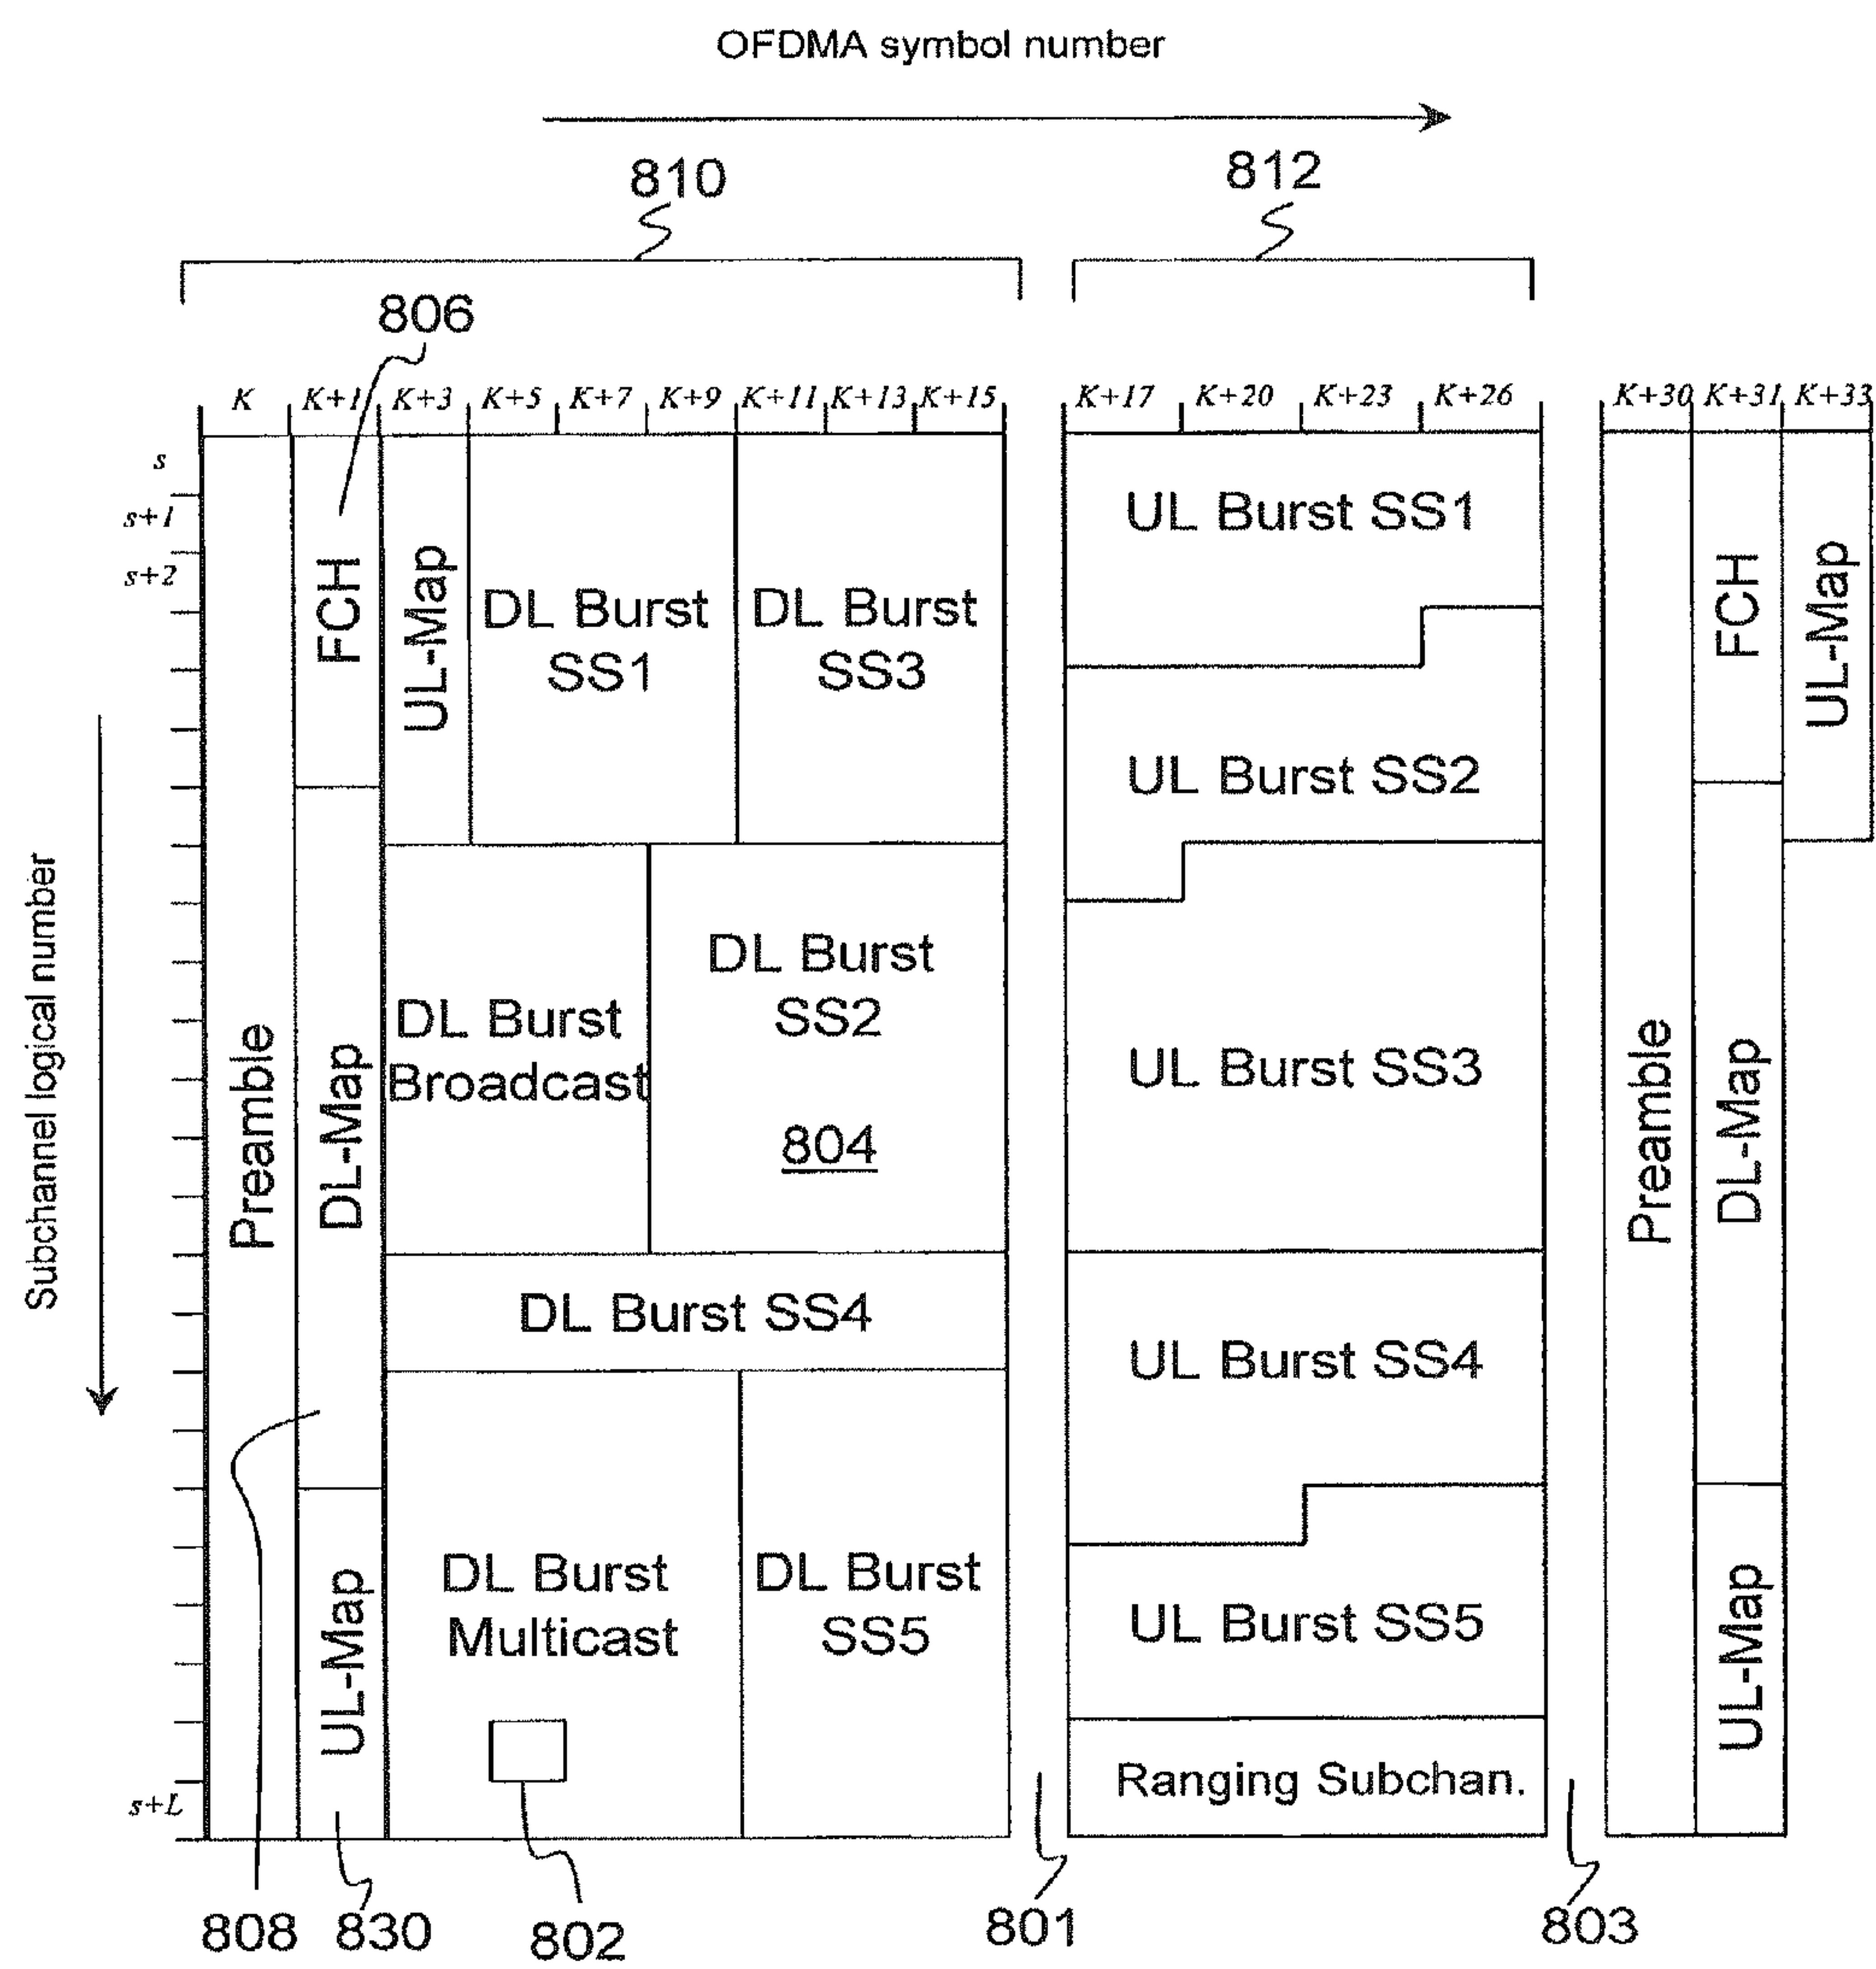 OFDMA symbol number
810
812
806
K
K+1
K+3
K+5
K+7
K+9
K+11
K+13
K+15
K+17
K+20
K+23
K+26
K+30
K+31
K+33
s
s+1
s+2
s+L
Subchannel logical number
Preamble
FCH
DL-Map
UL-Map
UL-Map
DL Burst
SS1
DL Burst
SS3
DL Burst
Broadcast
DL Burst
SS2
804
DL Burst SS4
DL Burst
Multicast
DL Burst
SS5
UL Burst SS1
UL Burst SS2
UL Burst SS3
UL Burst SS4
UL Burst SS5
Ranging Subchan.
Preamble
FCH
DL-Map
UL-Map
UL-Map
808
830
802
801
803